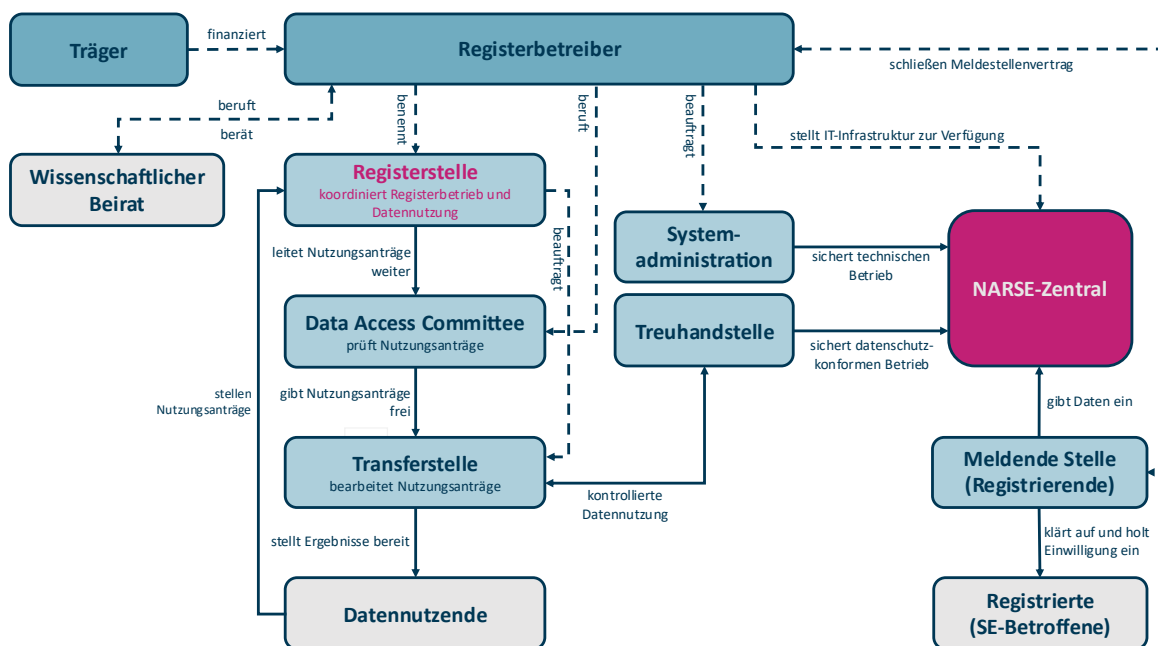 Träger
finanziert
Registerbetreiber
schließen Meldestellenvertrag
beruft
berät
benennt
beruft
beauftragt
stellt IT-Infrastruktur zur Verfügung
Wissenschaftlicher
Beirat
Registerstelle
koordiniert Registerbetrieb und
Datennutzung
beauftragt
System-
administration
sichert technischen
Betrieb
NARSE-Zentral
leitet Nutzungsanträge
weiter
Data Access Committee
prüft Nutzungsanträge
Treuhandstelle
sichert datenschutz-
konformen Betrieb
stellen
Nutzungsanträge
gibt Nutzungsanträge
frei
gibt Daten ein
Transferstelle
bearbeitet Nutzungsanträge
kontrollierte
Datennutzung
Meldende Stelle
(Registrierende)
stellt Ergebnisse bereit
klärt auf und holt
Einwilligung ein
Datennutzende
Registrierte
(SE-Betroffene)